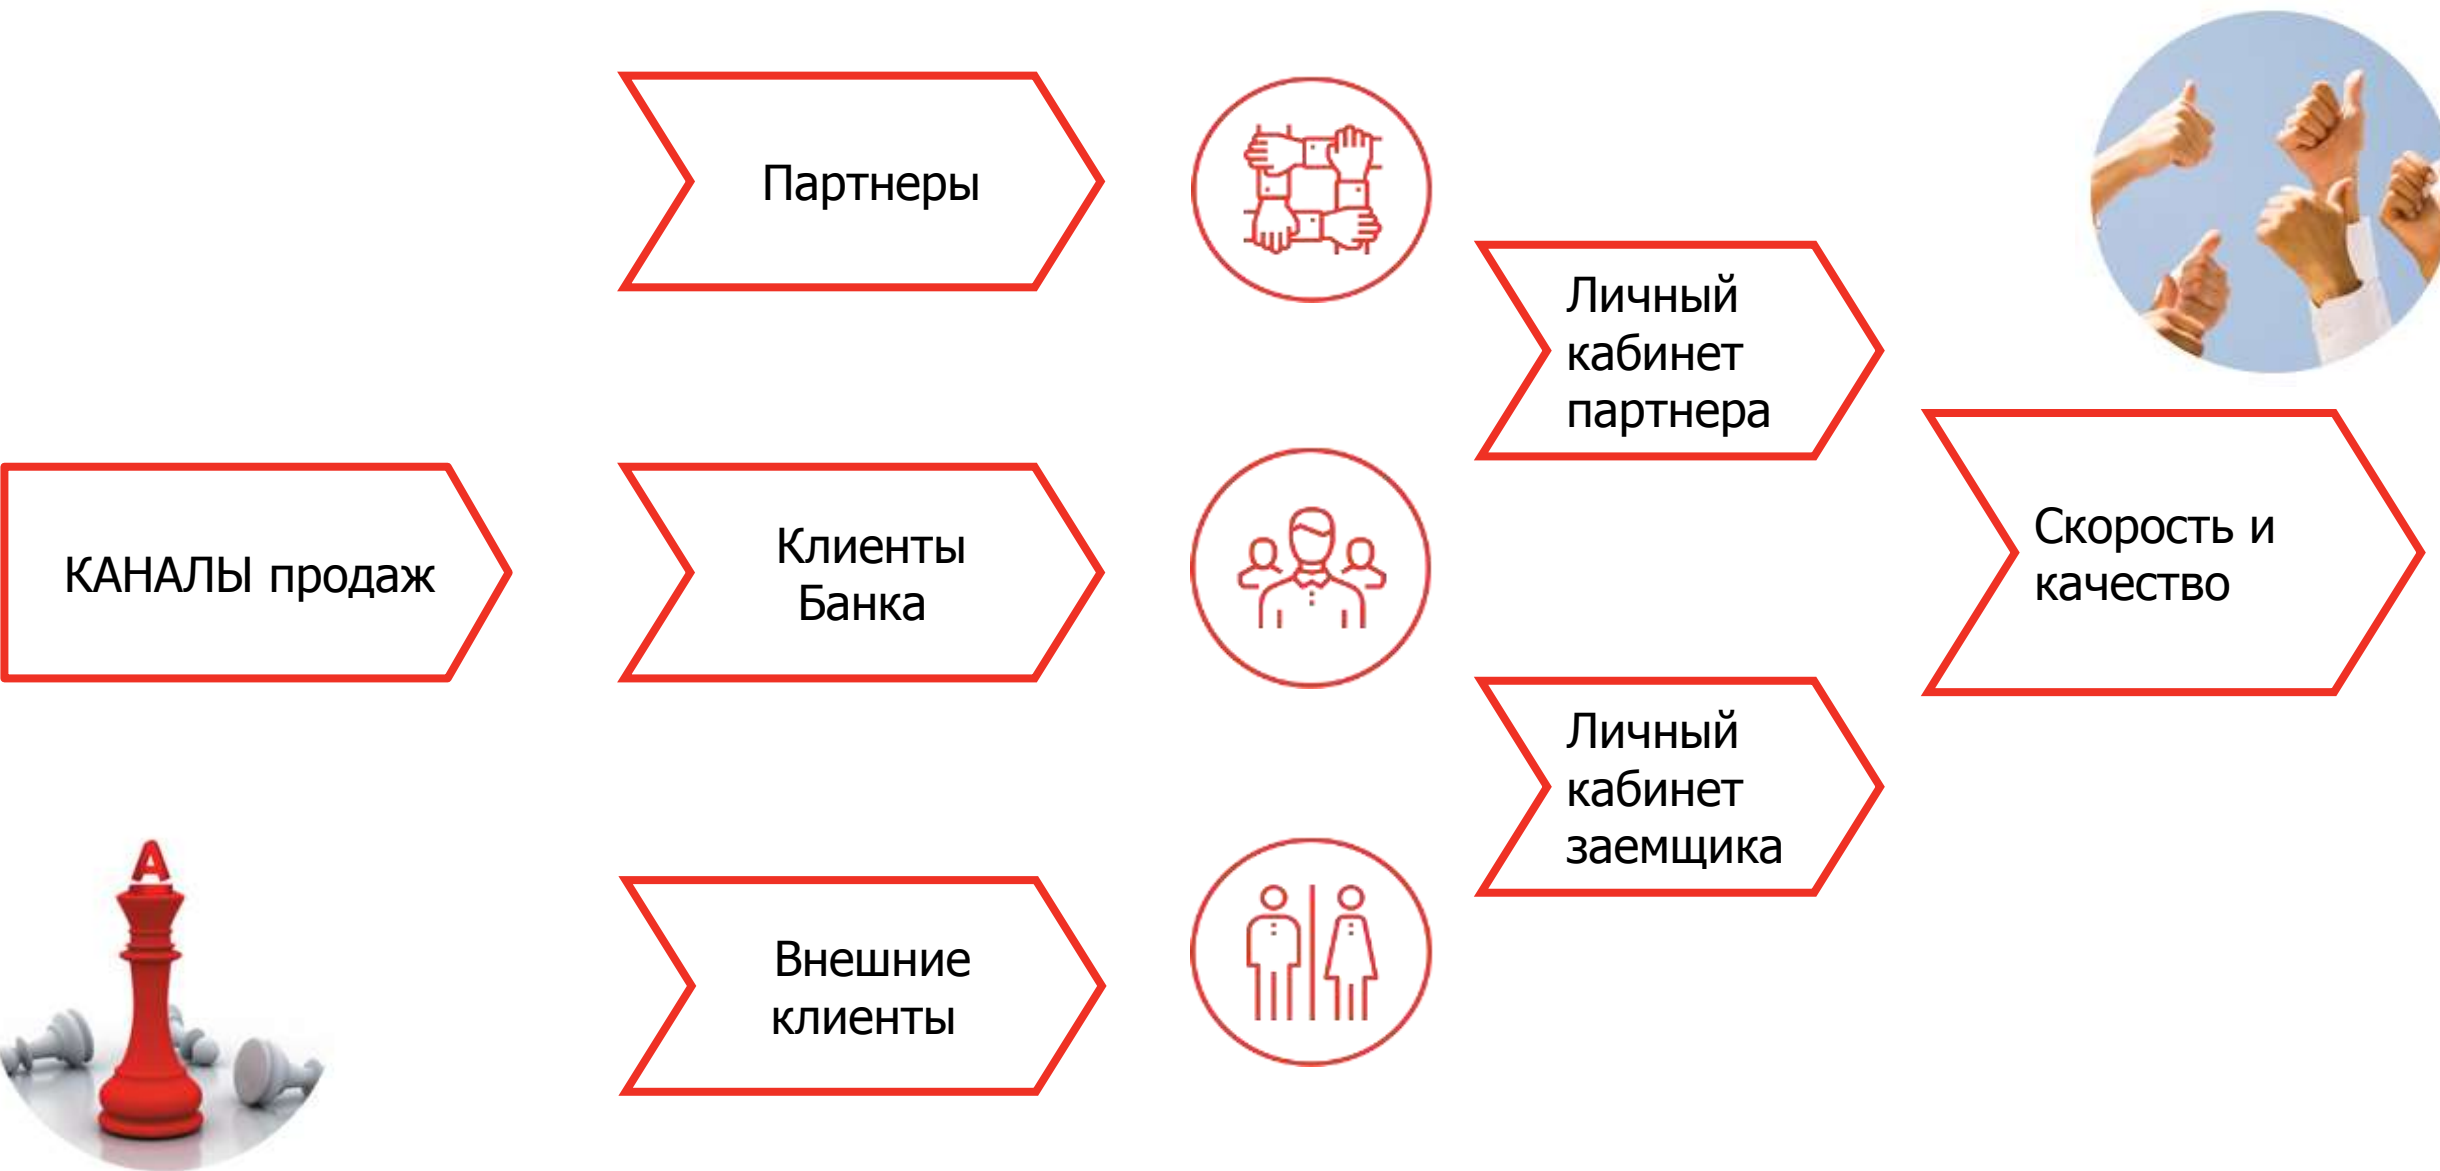 КАНАЛЫ продаж
Партнеры
Клиенты
Банка
Внешние
клиенты
Личный
кабинет
партнера
Личный
кабинет
заемщика
Скорость и
качество
А